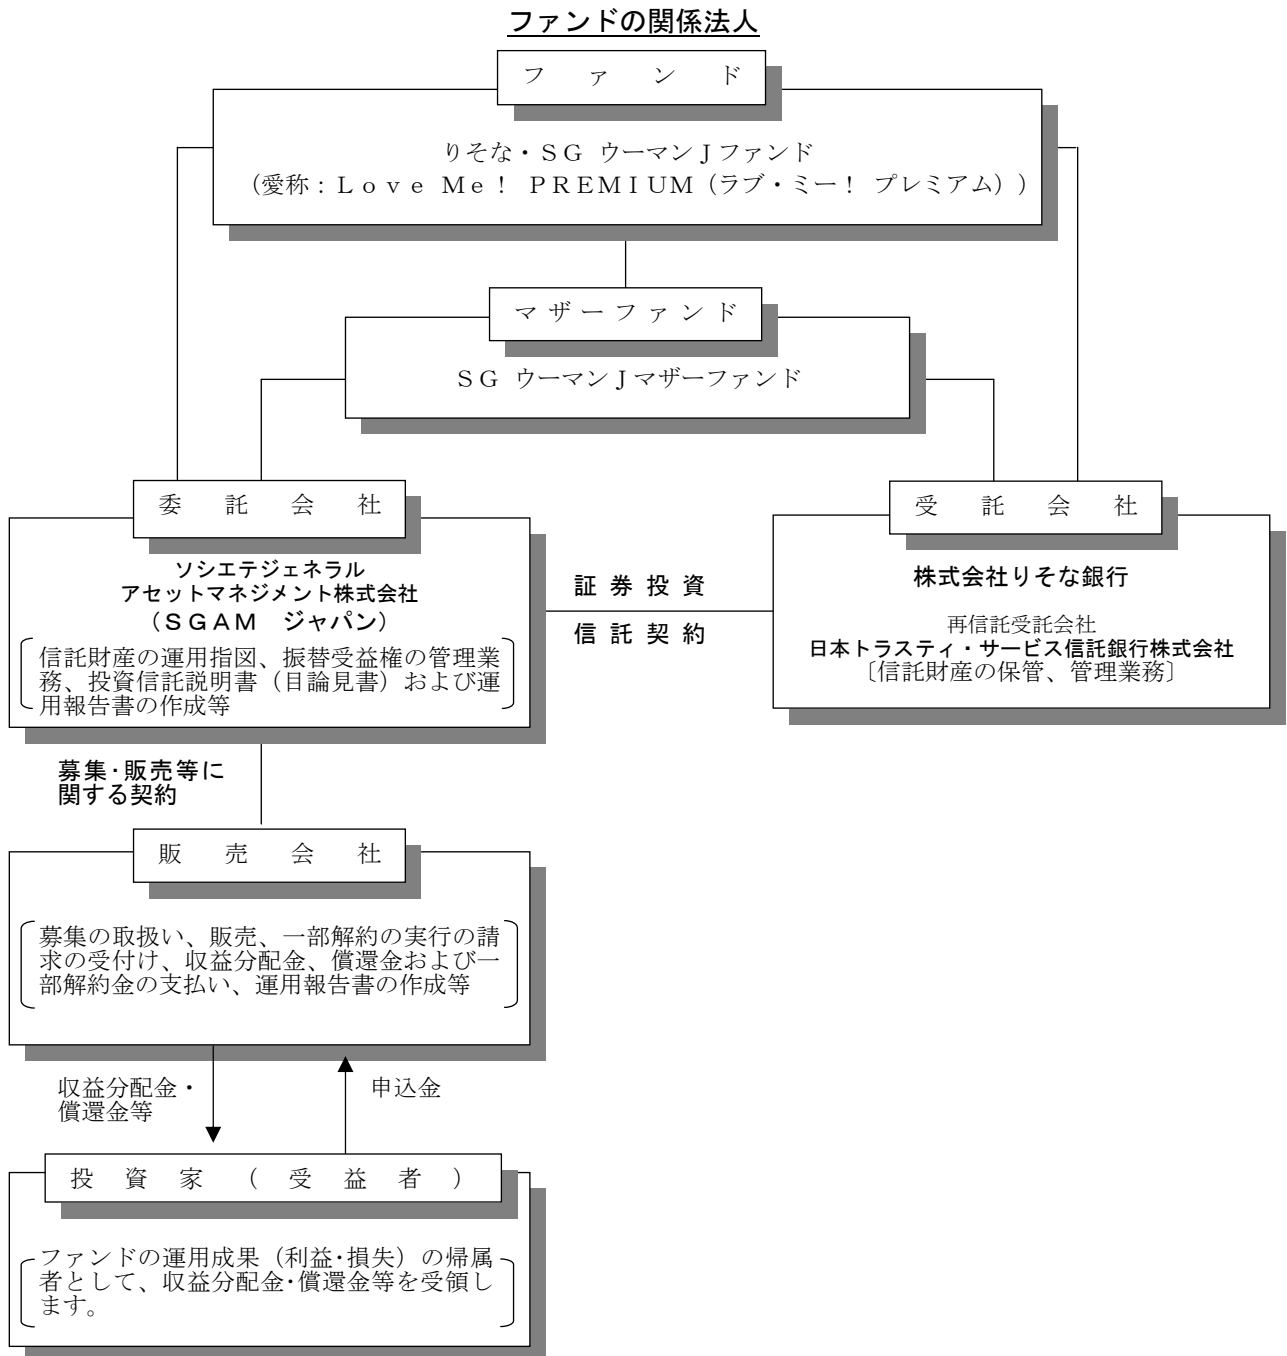 ファンドの関係法人
ファンド
りそな・ＳＧ ウーマンＪファンド
（愛称：Ｌｏｖｅ Ｍｅ！ ＰＲＥＭＩＵＭ（ラブ・ミー！ プレミアム））
マザーファンド
ＳＧ ウーマンＪマザーファンド
委託会社
ソシエテジェネラル
アセットマネジメント株式会社
（ＳＧＡＭ ジャパン）
信託財産の運用指図、振替受益権の管理業
務、投資信託説明書（目論見書）および運
用報告書の作成等
証券投資
信託契約
受託会社
株式会社りそな銀行
再信託受託会社
日本トラスティ・サービス信託銀行株式会社
〔信託財産の保管、管理業務〕
募集･販売等に
関する契約
販売会社
募集の取扱い、販売、一部解約の実行の請
求の受付け、収益分配金、償還金および一
部解約金の支払い、運用報告書の作成等
収益分配金・
償還金等
申込金
投資家（受益者）
ファンドの運用成果（利益･損失）の帰属
者として、収益分配金･償還金等を受領し
ます。